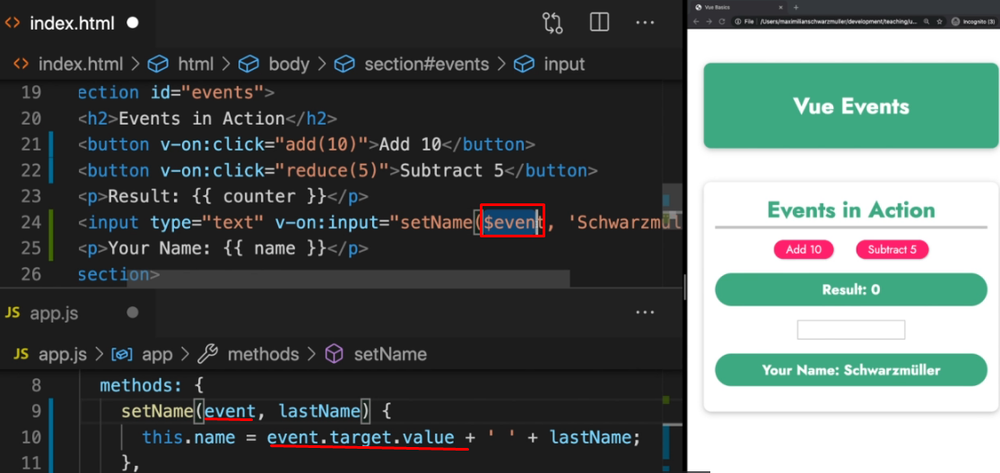 index.html
index.html > html > body > section#events > input
19 ection id="events">
20 <h2>Events in Action</h2>
21 <button v-on:click="add(10)">Add 10</button>
22 <button v-on:click="reduce(5)">Subtract 5</button>
23 <p>Result: {{ counter }}</p>
24 <input type="text" v-on:input="setName($event, 'Schwarzmül
25 <p>Your Name: {{ name }}</p>
26 section>
JS app.js
JS app.js > app > methods > setName
8 methods: {
9 setName(event, lastName) {
10 this.name = event.target.value + ' ' + lastName;
11 },
Vue Basics
File /Users/maximilianschwarzmuller/development/teaching/u... Incognito (3)
Vue Events
Events in Action
Add 10 Subtract 5
Result: 0
Your Name: Schwarzmüller